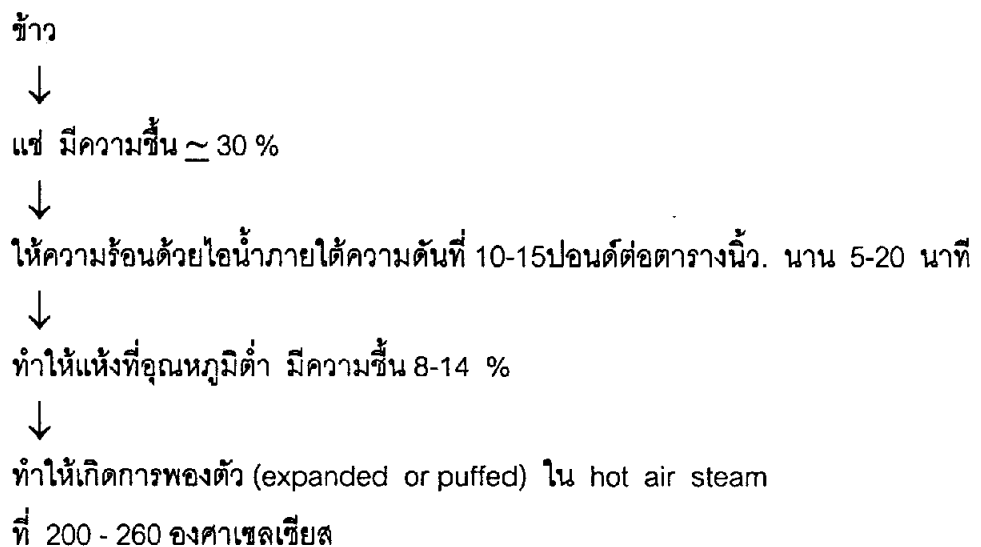 ข้าว
↓
แช่ มีความชื้น ≃ 30 %
↓
ให้ความร้อนด้วยไอน้ำภายใต้ความดันที่ 10-15ปอนด์ต่อตารางนิ้ว. นาน 5-20 นาที
↓
ทำให้แห้งที่อุณหภูมิต่ำ มีความชื้น 8-14 %
↓
ทำให้เกิดการพองตัว (expanded or puffed) ใน hot air steam
ที่ 200 - 260 องศาเซลเซียส